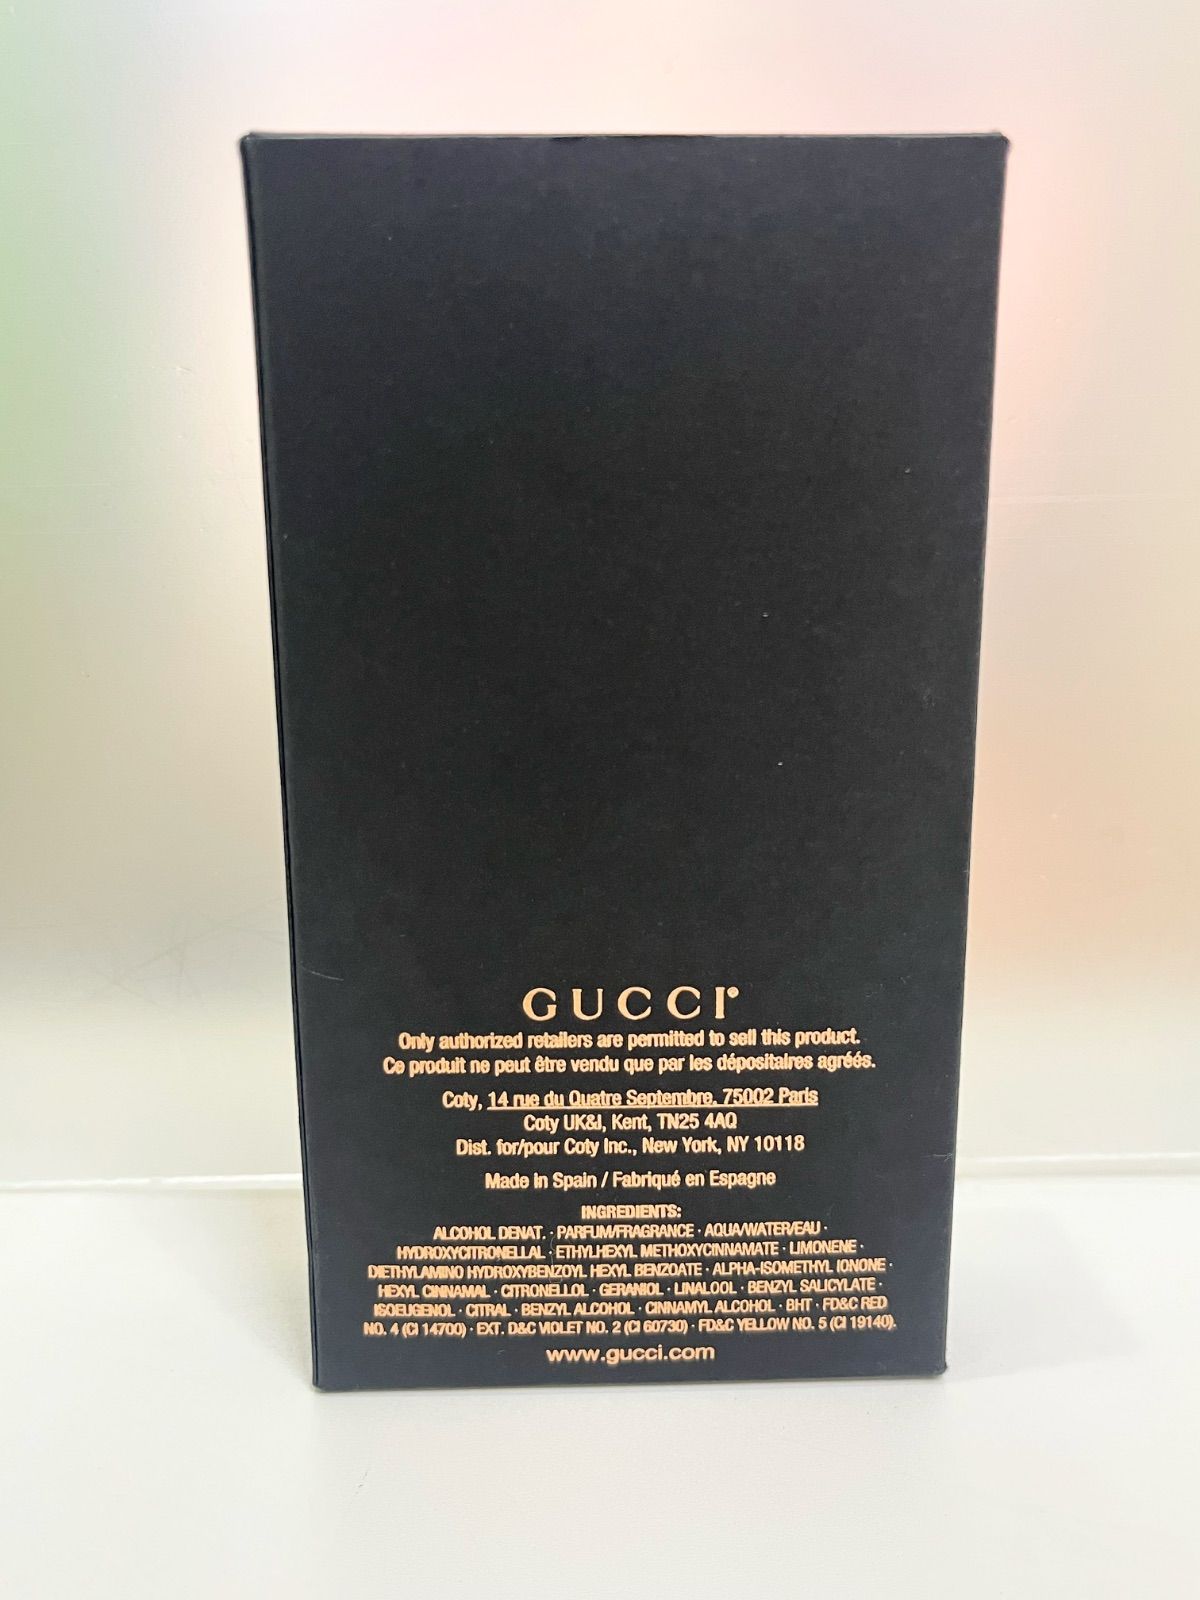 GUCCI®
Only authorized retailers are permitted to sell this product.
Ce produit ne peut être vendu que par les dépositaires agréés.
Coty, 14 rue du Quatre Septembre, 75002 Paris
Coty UK&I, Kent, TN25 4AQ
Dist. for/pour Coty Inc., New York, NY 10118
Made in Spain / Fabriqué en Espagne
INGREDIENTS:
ALCOHOL DENAT. · PARFUM/FRAGRANCE · AQUA/WATER/EAU ·
HYDROXYCITRONELLAL · ETHYLHEXYL METHOXYCINNAMATE · LIMONENE ·
DIETHYLAMINO HYDROXYBENZOYL HEXYL BENZOATE · ALPHA-ISOMETHYL IONONE ·
HEXYL CINNAMAL · CITRONELLOL · GERANIOL · LINALOOL · BENZYL SALICYLATE ·
ISOEUGENOL · CITRAL · BENZYL ALCOHOL · CINNAMYL ALCOHOL · BHT · FD&C RED
NO. 4 (CI 14700) · EXT. D&C VIOLET NO. 2 (CI 60730) · FD&C YELLOW NO. 5 (CI 19140).
www.gucci.com